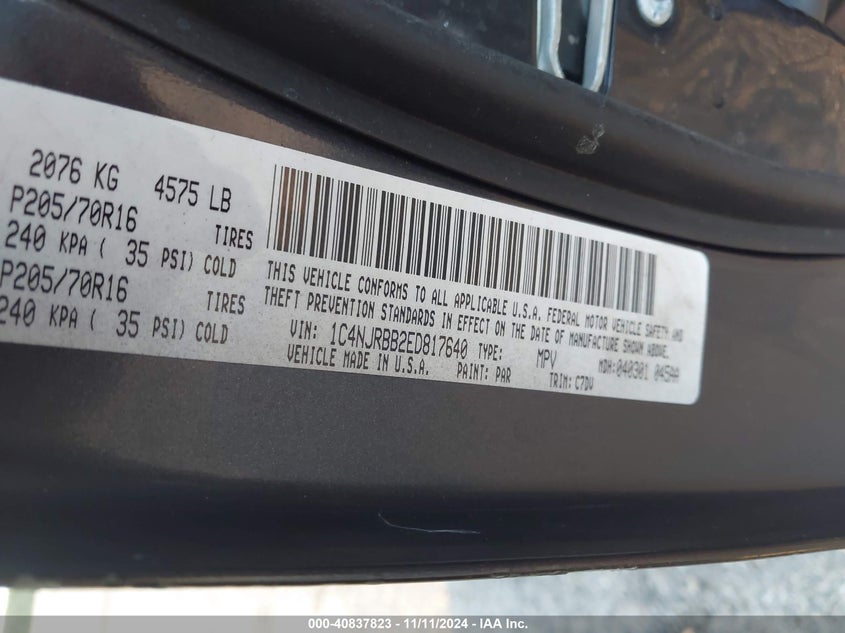 2076 KG 4575 LB
P205/70R16 TIRES
240 KPA ( 35 PSI) COLD
P205/70R16 TIRES
240 KPA ( 35 PSI) COLD
THIS VEHICLE CONFORMS TO ALL APPLICABLE U.S.A. FEDERAL MOTOR VEHICLE SAFETY AND
THEFT PREVENTION STANDARDS IN EFFECT ON THE DATE OF MANUFACTURE SHOWN ABOVE.
VIN: 1C4NJRBB2ED817640 TYPE: MPV MDH:040301 045AA
VEHICLE MADE IN U.S.A. PAINT: PAR TRIM: C7DV
000-40837823 - 11/11/2024 - IAA Inc.